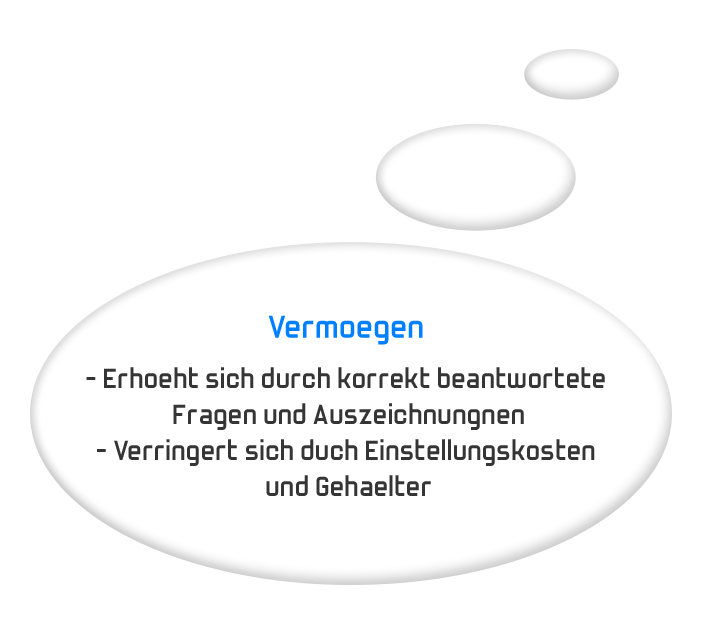 Vermoegen
- Erhoeht sich durch korrekt beantwortete
Fragen und Auszeichnungnen
- Verringert sich duch Einstellungskosten
und Gehaelter